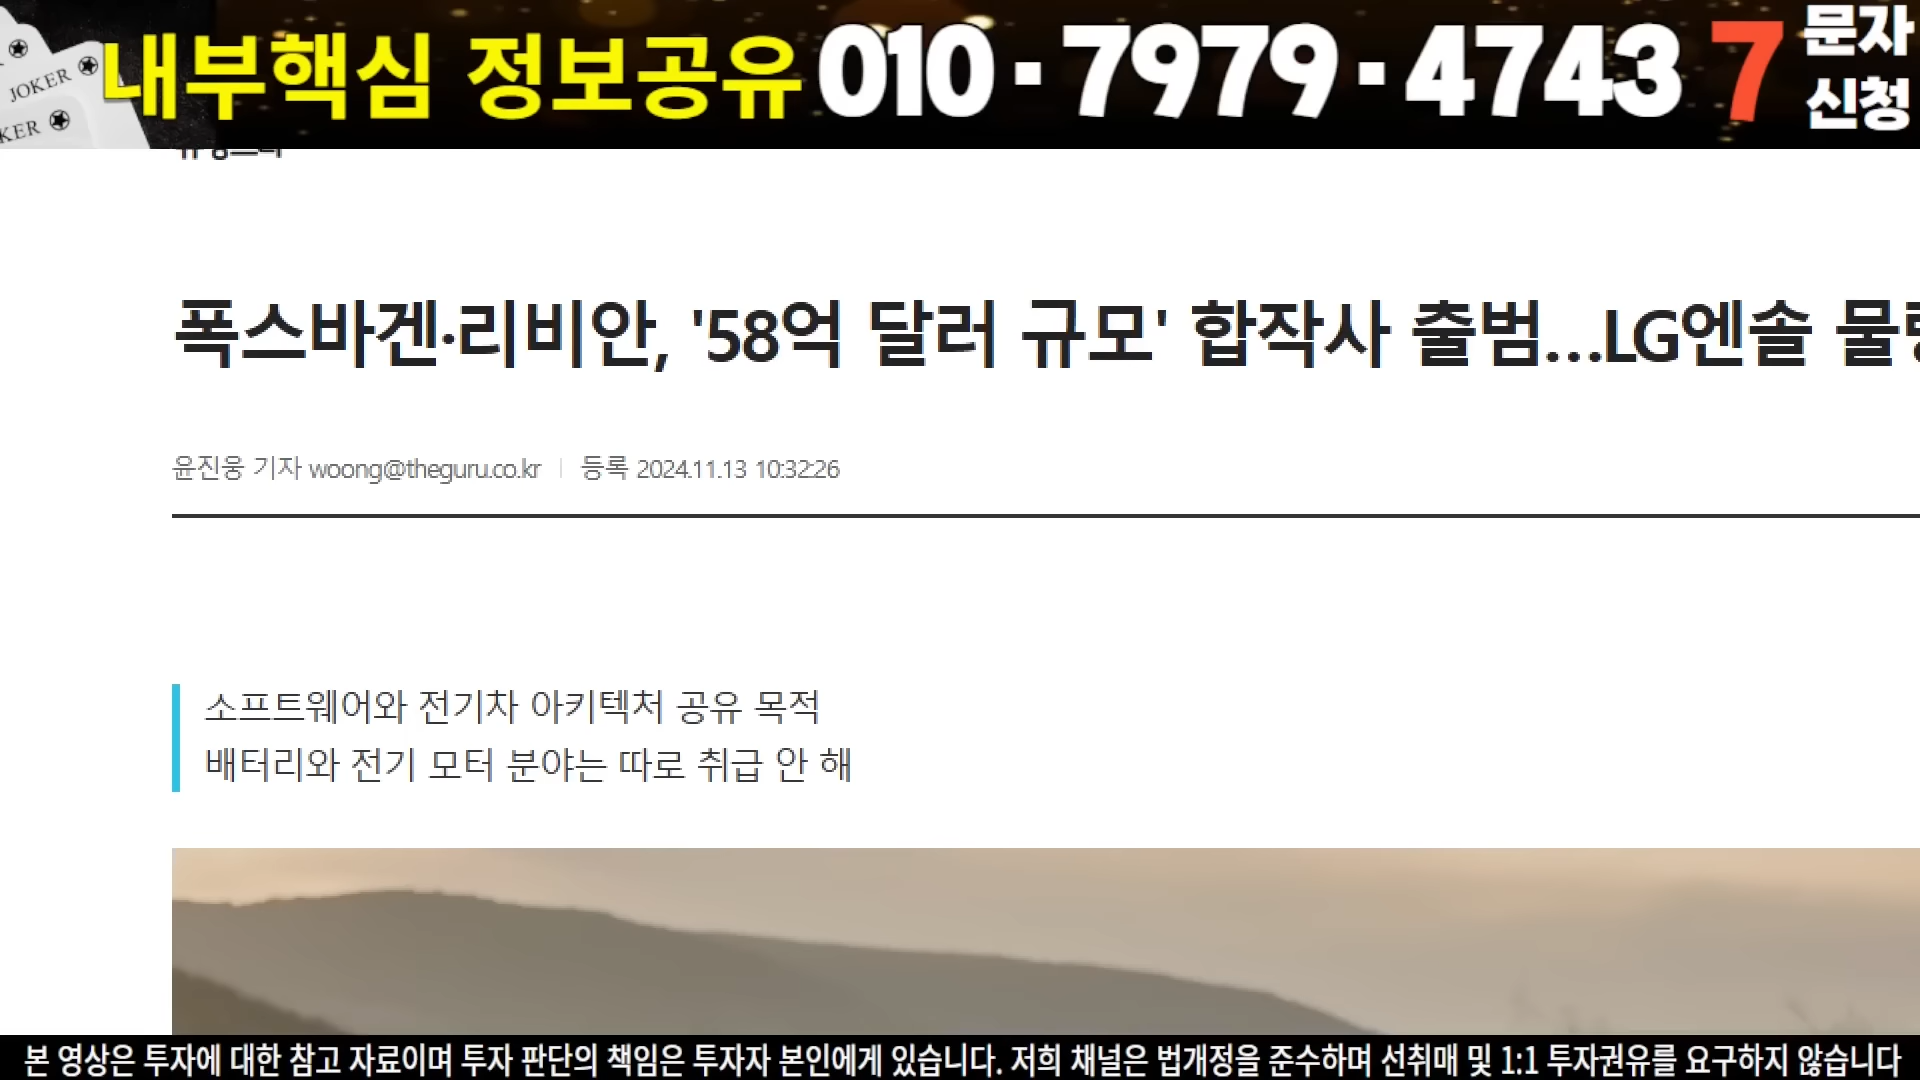 JOKER
KER
내부핵심 정보공유 010-7979-4743 7 문자
신청
폭스바겐·리비안, '58억 달러 규모' 합작사 출범...LG엔솔
윤진웅 기자 woong@theguru.co.kr 등록 2024.11.13 10:32:26
소프트웨어와 전기차 아키텍처 공유 목적
배터리와 전기 모터 분야는 따로 취급 안 해
본 영상은 투자에 대한 참고 자료이며 투자 판단의 책임은 투자자 본인에게 있습니다. 저희 채널은 법개정을 준수하며 선취매 및 1:1 투자권유를 요구하지 않습니다